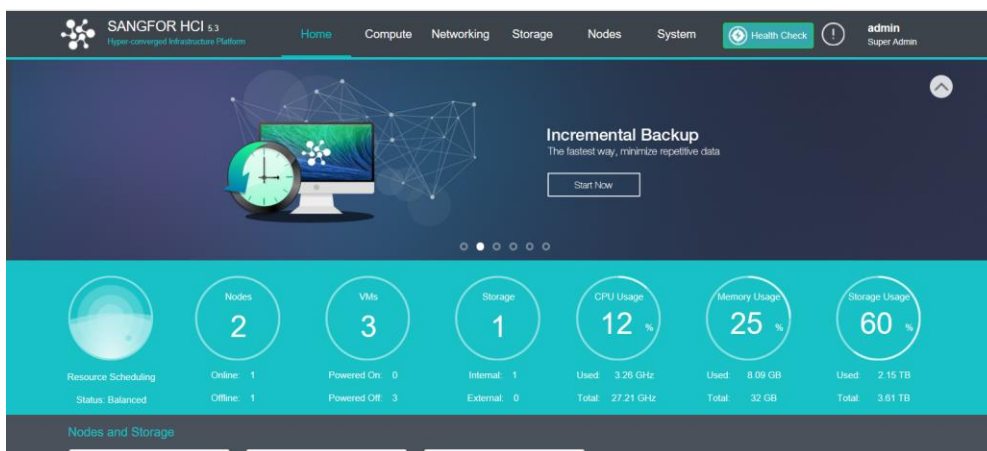 SANGFOR HCI 5.3
Hyper-converged Infrastructure Platform
Home
Compute
Networking
Storage
Nodes
System
Health Check
!
admin
Super Admin
Incremental Backup
The fastest way, minimize repetitive data
Start Now
Resource Scheduling
Status: Balanced
Nodes
2
Online: 1
Offline: 1
VMs
3
Powered On: 0
Powered Off: 3
Storage
1
Internal: 1
External: 0
CPU Usage
12 %
Used: 3.26 GHz
Total: 27.21 GHz
Memory Usage
25 %
Used: 8.09 GB
Total: 32 GB
Storage Usage
60 %
Used: 2.15 TB
Total: 3.61 TB
Nodes and Storage